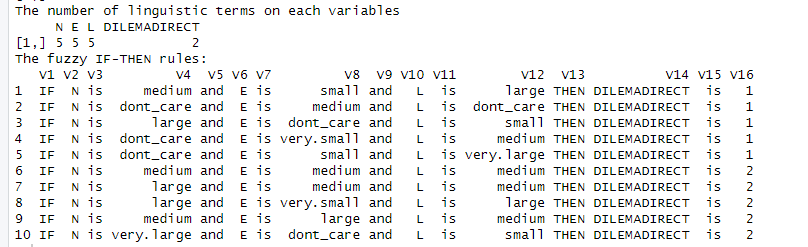 The number of linguistic terms on each variables
N E L DILEMADIRECT
[1,] 5 5 5 2
The fuzzy IF-THEN rules:
V1 V2 V3 V4 V5 V6 V7 V8 V9 V10 V11 V12 V13 V14 V15 V16
1 IF N is medium and E is small and L is large THEN DILEMADIRECT is 1
2 IF N is dont_care and E is medium and L is dont_care THEN DILEMADIRECT is 1
3 IF N is large and E is dont_care and L is small THEN DILEMADIRECT is 1
4 IF N is dont_care and E is very.small and L is medium THEN DILEMADIRECT is 1
5 IF N is dont_care and E is small and L is very.large THEN DILEMADIRECT is 1
6 IF N is medium and E is medium and L is medium THEN DILEMADIRECT is 2
7 IF N is large and E is medium and L is medium THEN DILEMADIRECT is 2
8 IF N is large and E is very.small and L is large THEN DILEMADIRECT is 2
9 IF N is medium and E is large and L is medium THEN DILEMADIRECT is 2
10 IF N is very.large and E is dont_care and L is small THEN DILEMADIRECT is 2